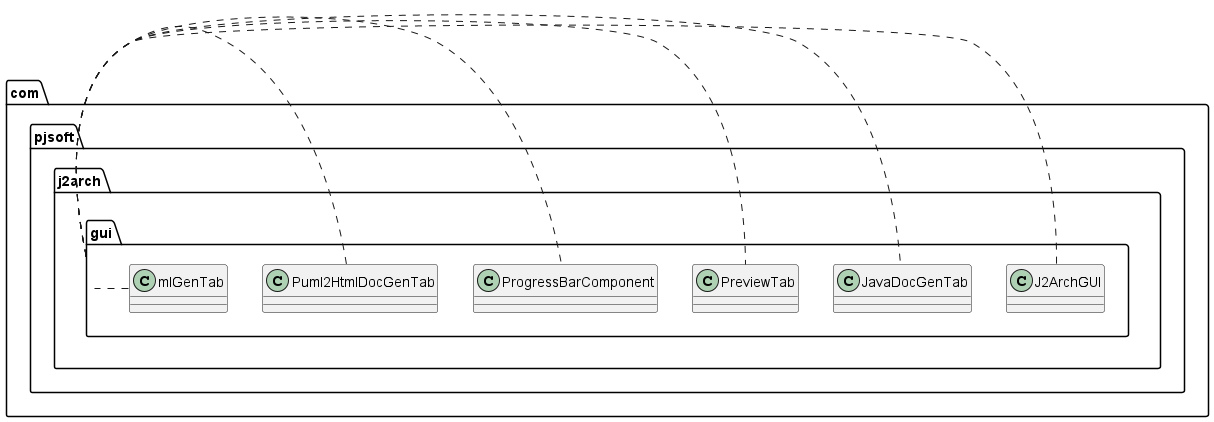 com
pjsoft
j2arch
gui
C mlGenTab
C Puml2HtmlDocGenTab
C ProgressBarComponent
C PreviewTab
C JavaDocGenTab
C J2ArchGUI